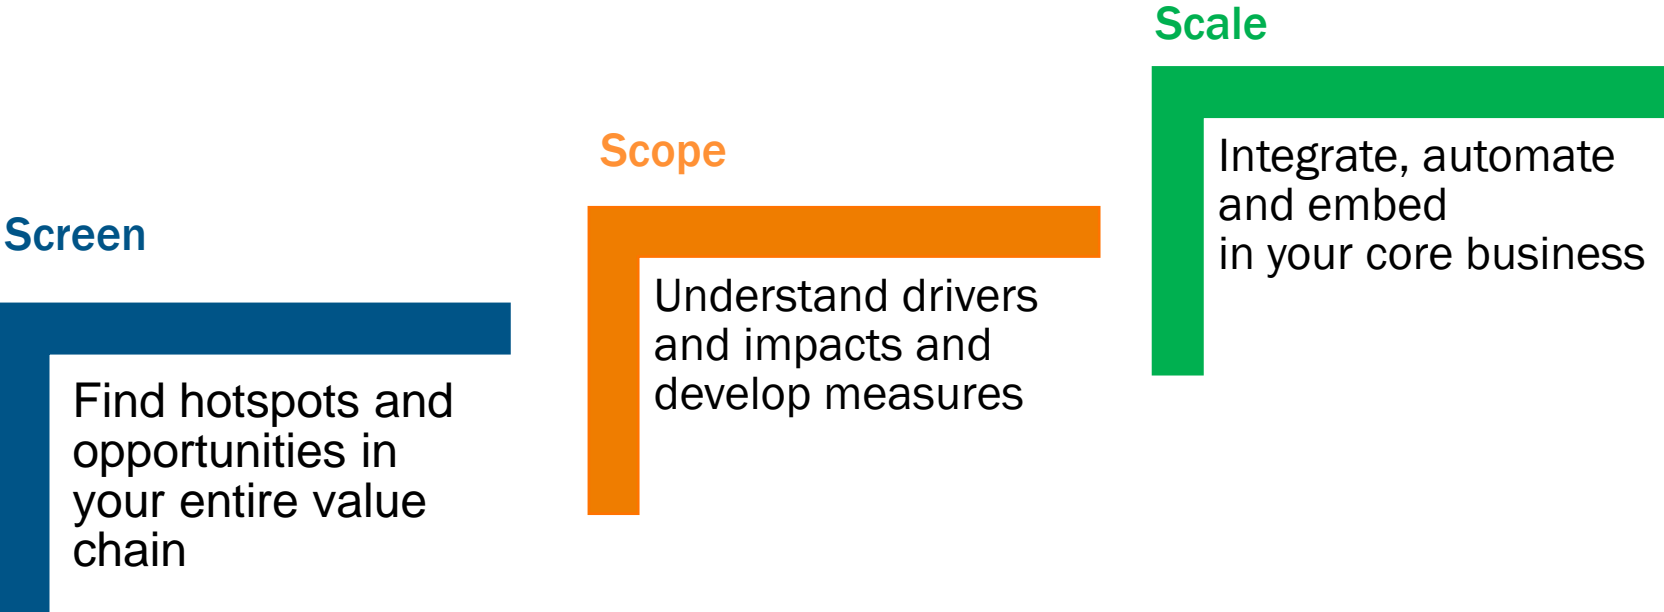 Screen
Find hotspots and
opportunities in
your entire value
chain
Scope
Understand drivers
and impacts and
develop measures
Scale
Integrate, automate
and embed
in your core business